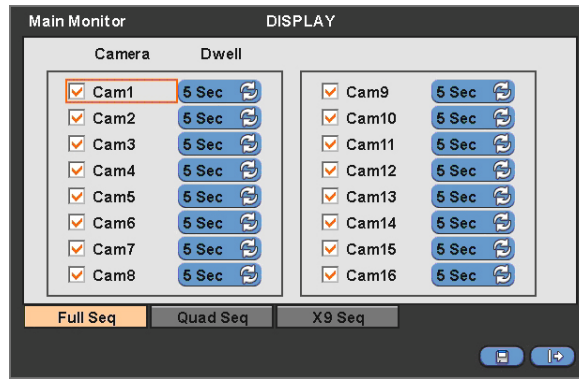 Main Monitor DISPLAY
Camera Dwell
Cam1 5 Sec Cam9 5 Sec
Cam2 5 Sec Cam10 5 Sec
Cam3 5 Sec Cam11 5 Sec
Cam4 5 Sec Cam12 5 Sec
Cam5 5 Sec Cam13 5 Sec
Cam6 5 Sec Cam14 5 Sec
Cam7 5 Sec Cam15 5 Sec
Cam8 5 Sec Cam16 5 Sec
Full Seq Quad Seq X9 Seq